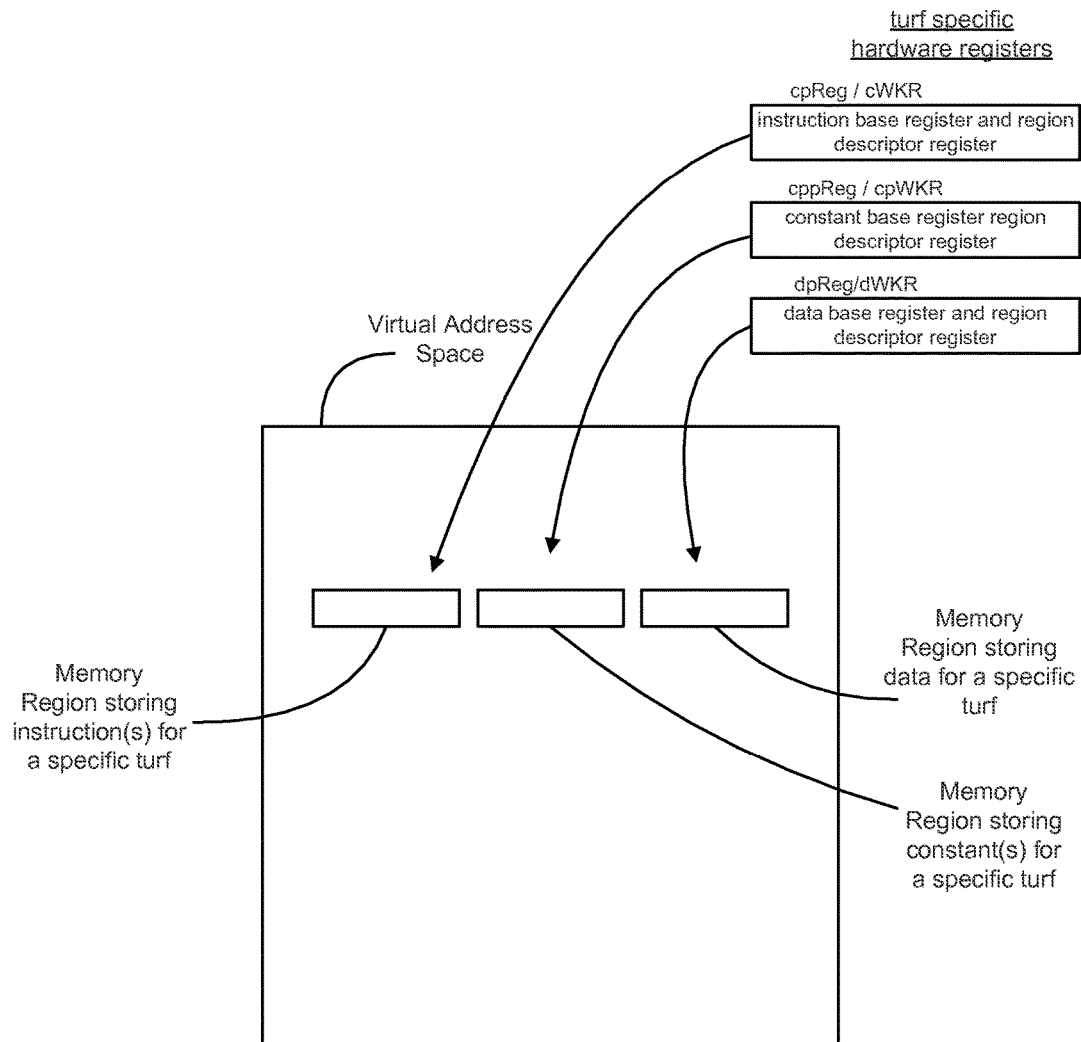 turf specific
hardware registers
cpReg / cWKR
instruction base register and region
descriptor register
cppReg / cpWKR
constant base register region
descriptor register
dpReg/dWKR
data base register and region
descriptor register
Virtual Address
Space
Memory
Region storing
instruction(s) for
a specific turf
Memory
Region storing
data for a specific
turf
Memory
Region storing
constant(s) for
a specific turf